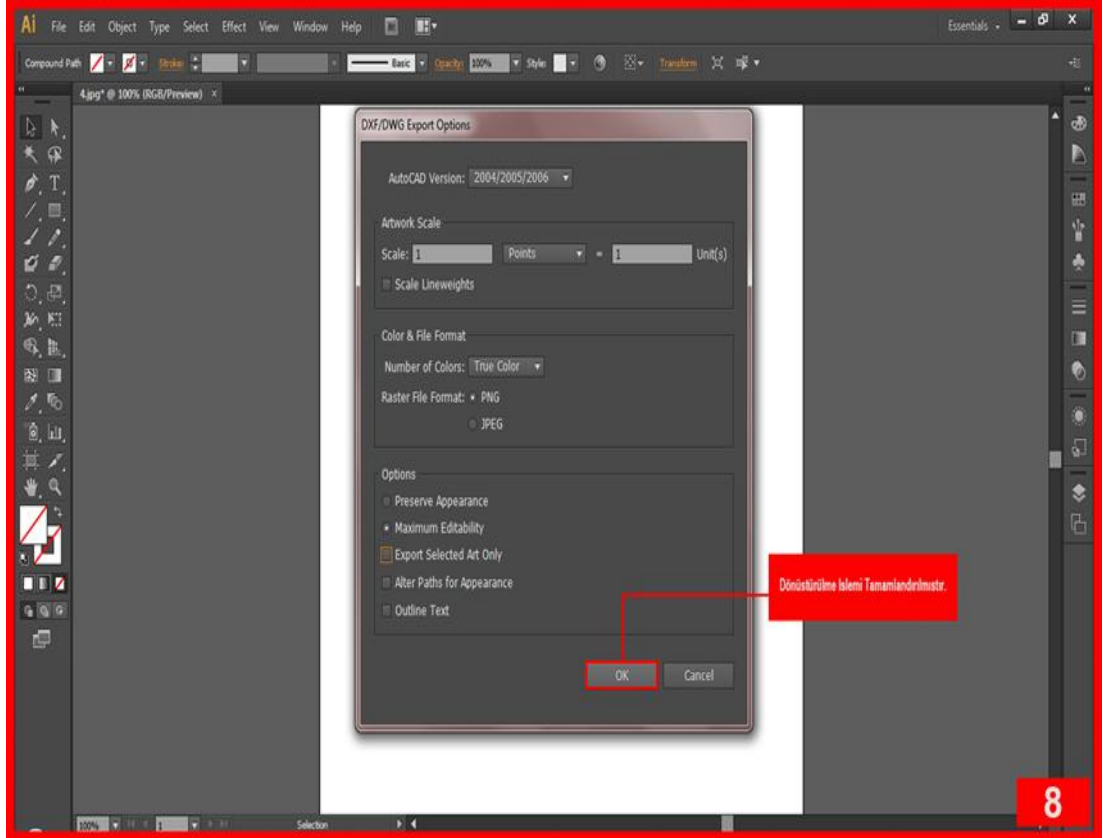 Ai File Edit Object Type Select Effect View Window Help Essentials
Compound Path Stroke: Basic Opacity: 100% Style: Transform
4.jpg* @ 100% (RGB/Preview) ×
DXF/DWG Export Options
AutoCAD Version: 2004/2005/2006
Artwork Scale
Scale: 1 Points = 1 Unit(s)
Scale Lineweights
Color & File Format
Number of Colors: True Color
Raster File Format: PNG
JPEG
Options
Preserve Appearance
Maximum Editability
Export Selected Art Only
Alter Paths for Appearance
Outline Text
Dönüstürülme Islemi Tamamlandırılmıstır.
OK Cancel
8
100% 1 Selection